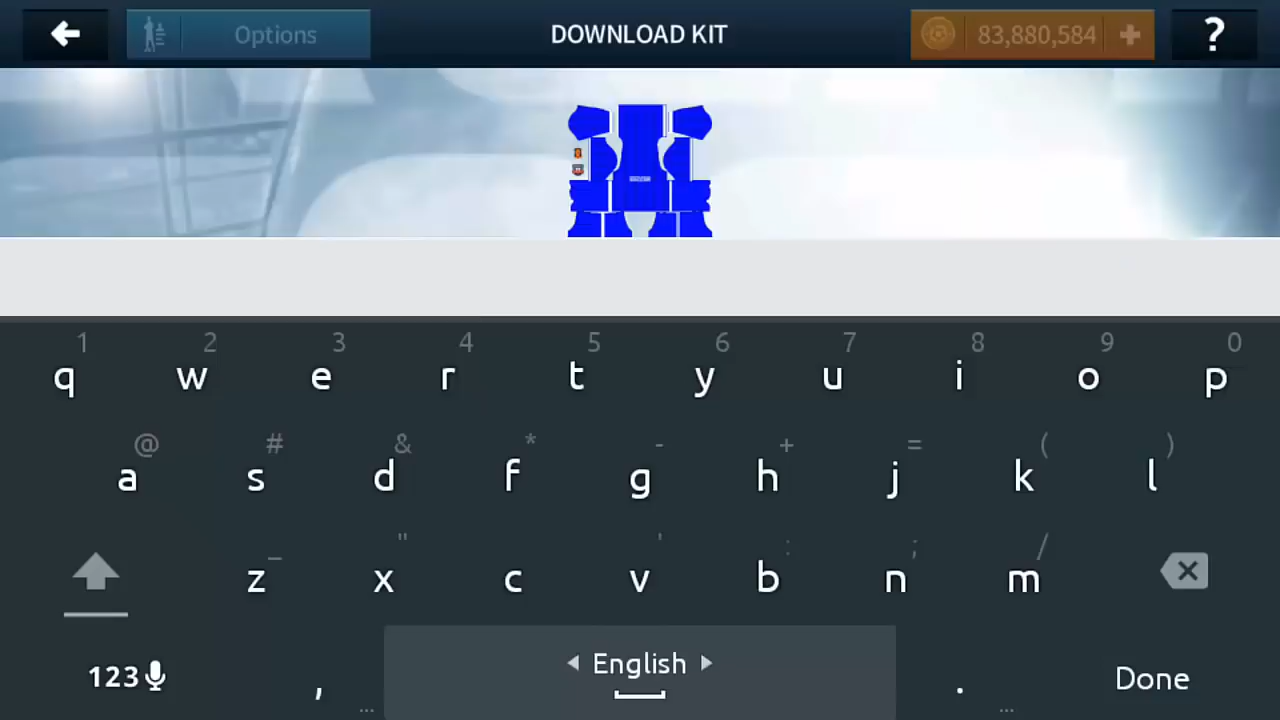 Options DOWNLOAD KIT 83,880,584 + ?
1 2 3 4 5 6 7 8 9 0
q w e r t y u i o p
@ # & * - + = ( )
a s d f g h j k l
_ " ' : ; /
z x c v b n m
123 , English . Done
... ...